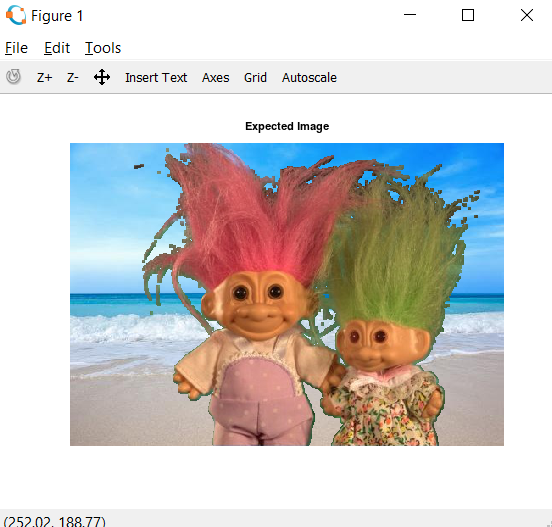 Figure 1
File Edit Tools
Z+ Z- Insert Text Axes Grid Autoscale
Expected Image
(252.02, 188.77)